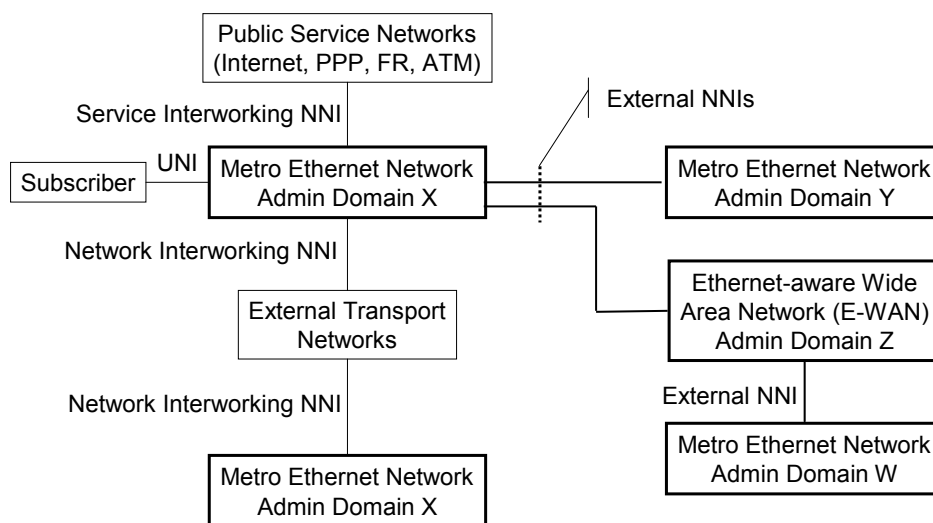 Public Service Networks
(Internet, PPP, FR, ATM)
External NNIs
Service Interworking NNI
UNI
Subscriber
Metro Ethernet Network
Admin Domain X
Metro Ethernet Network
Admin Domain Y
Network Interworking NNI
Ethernet-aware Wide
Area Network (E-WAN)
Admin Domain Z
External Transport
Networks
Network Interworking NNI
External NNI
Metro Ethernet Network
Admin Domain W
Metro Ethernet Network
Admin Domain X